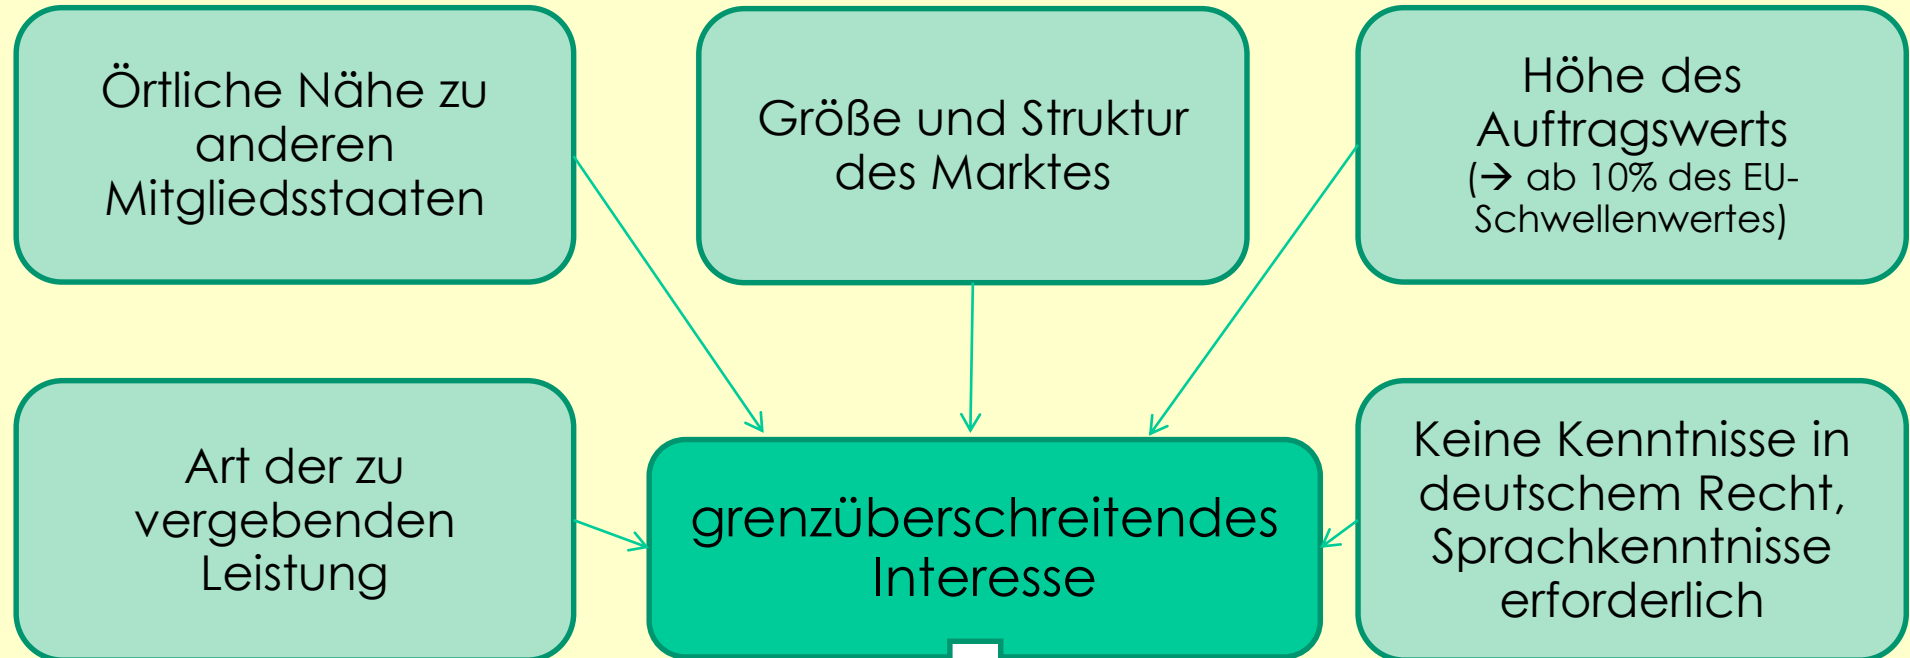 Örtliche Nähe zu
anderen
Mitgliedsstaaten
Größe und Struktur
des Marktes
Höhe des
Auftragswerts
(→ ab 10% des EU-
Schwellenwertes)
Art der zu
vergebenden
Leistung
grenzüberschreitendes
Interesse
Keine Kenntnisse in
deutschem Recht,
Sprachkenntnisse
erforderlich